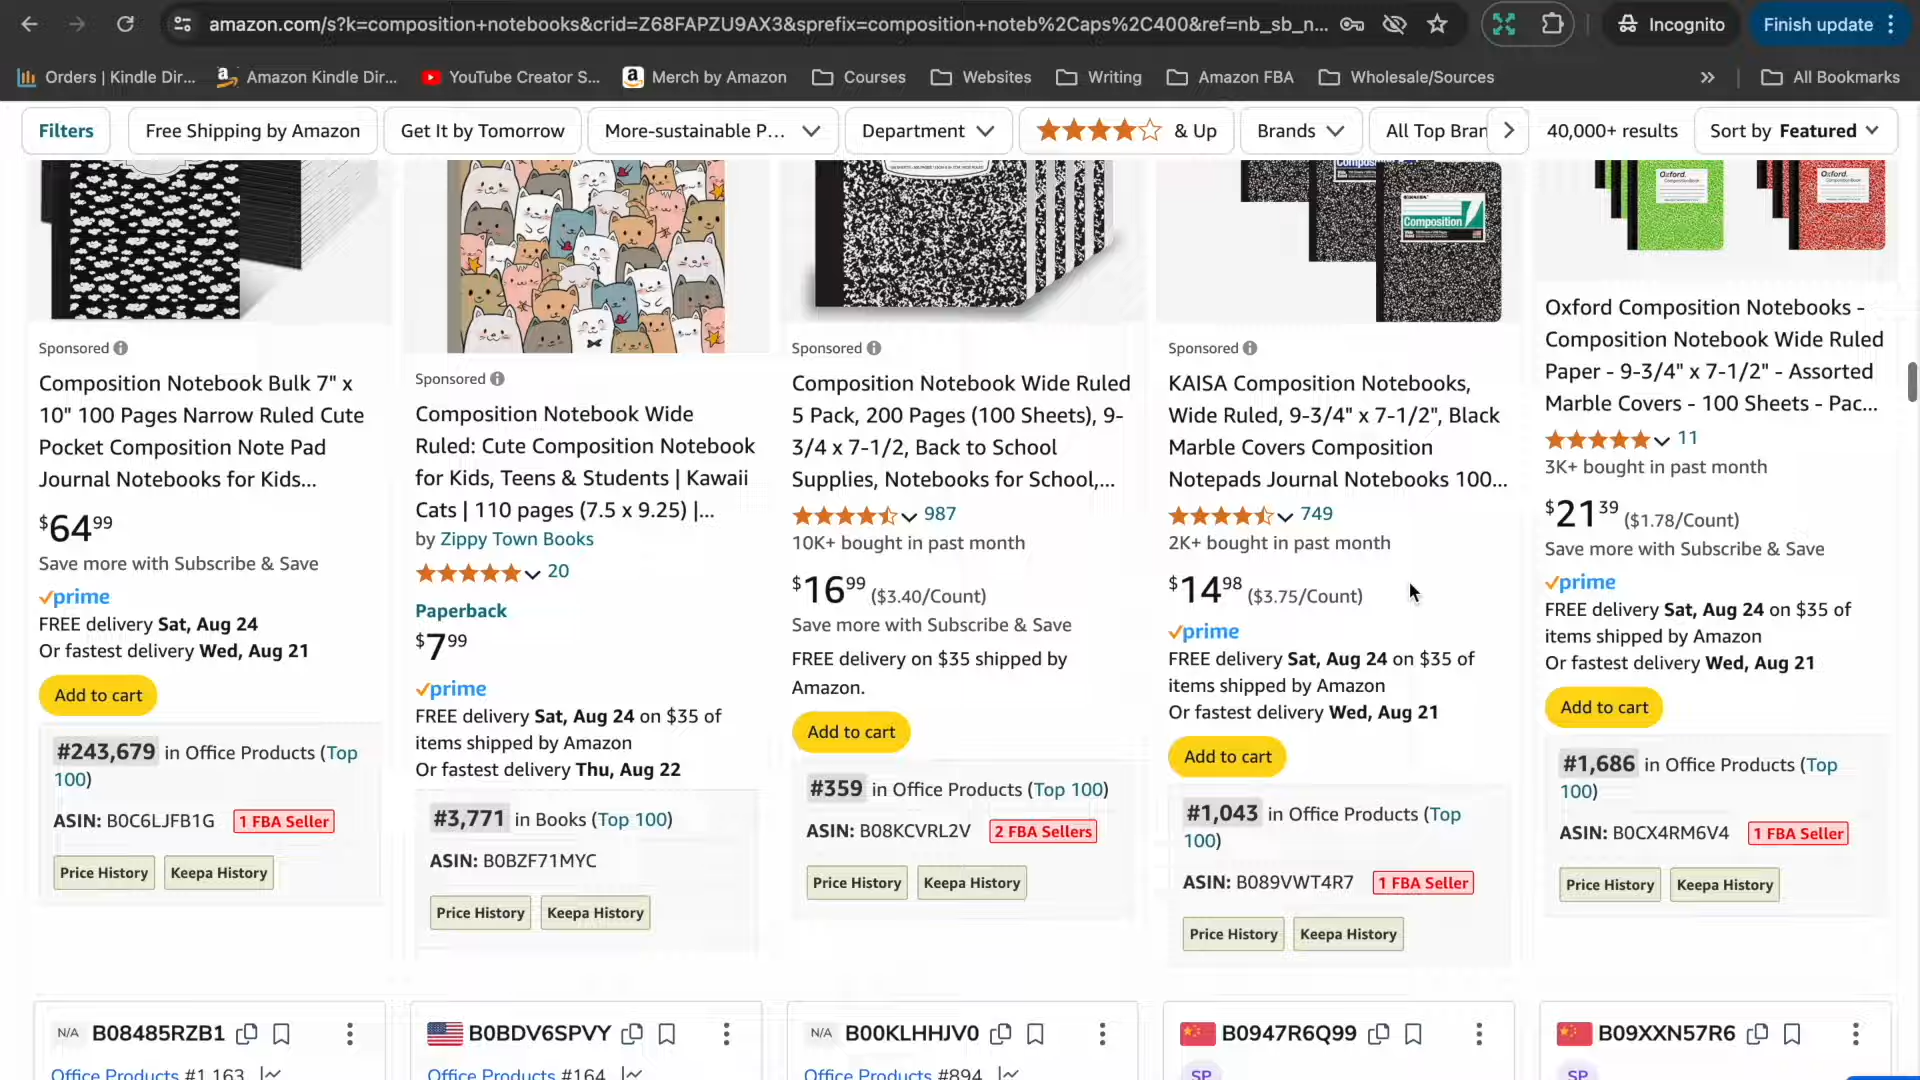 amazon.com/s?k=composition+notebooks&crid=Z68FAPZU9AX3&sprefix=composition+noteb%2Caps%2C400&ref=nb_sb_n...
Incognito
Finish update
Orders | Kindle Dir...
Amazon Kindle Dir...
YouTube Creator S...
Merch by Amazon
Courses
Websites
Writing
Amazon FBA
Wholesale/Sources
All Bookmarks
Filters
Free Shipping by Amazon
Get It by Tomorrow
More-sustainable P...
Department
& Up
Brands
All Top Bran
40,000+ results
Sort by Featured
Sponsored
Composition Notebook Bulk 7" x
10" 100 Pages Narrow Ruled Cute
Pocket Composition Note Pad
Journal Notebooks for Kids...
$64 99
Save more with Subscribe & Save
prime
FREE delivery Sat, Aug 24
Or fastest delivery Wed, Aug 21
Add to cart
#243,679 in Office Products (Top
100)
ASIN: B0C6LJFB1G 1 FBA Seller
Price History Keepa History
Sponsored
Composition Notebook Wide
Ruled: Cute Composition Notebook
for Kids, Teens & Students | Kawaii
Cats | 110 pages (7.5 x 9.25) |...
by Zippy Town Books
20
Paperback
$7 99
prime
FREE delivery Sat, Aug 24 on $35 of
items shipped by Amazon
Or fastest delivery Thu, Aug 22
#3,771 in Books (Top 100)
ASIN: B0BZF71MYC
Price History Keepa History
Sponsored
Composition Notebook Wide Ruled
5 Pack, 200 Pages (100 Sheets), 9-
3/4 x 7-1/2, Back to School
Supplies, Notebooks for School,...
987
10K+ bought in past month
$16 99 ($3.40/Count)
Save more with Subscribe & Save
FREE delivery on $35 shipped by
Amazon.
Add to cart
#359 in Office Products (Top 100)
ASIN: B08KCVRL2V 2 FBA Sellers
Price History Keepa History
Composition
Sponsored
KAISA Composition Notebooks,
Wide Ruled, 9-3/4" x 7-1/2", Black
Marble Covers Composition
Notepads Journal Notebooks 100...
749
2K+ bought in past month
$14 98 ($3.75/Count)
prime
FREE delivery Sat, Aug 24 on $35 of
items shipped by Amazon
Or fastest delivery Wed, Aug 21
Add to cart
#1,043 in Office Products (Top
100)
ASIN: B089VWT4R7 1 FBA Seller
Price History Keepa History
Oxford.
Oxford.
Oxford Composition Notebooks -
Composition Notebook Wide Ruled
Paper - 9-3/4" x 7-1/2" - Assorted
Marble Covers - 100 Sheets - Pac...
11
3K+ bought in past month
$21 39 ($1.78/Count)
Save more with Subscribe & Save
prime
FREE delivery Sat, Aug 24 on $35 of
items shipped by Amazon
Or fastest delivery Wed, Aug 21
Add to cart
#1,686 in Office Products (Top
100)
ASIN: B0CX4RM6V4 1 FBA Seller
Price History Keepa History
N/A B08485RZB1
Office Products #1,163
B0BDV6SPVY
Office Products #164
N/A B00KLHHJV0
Office Products #894
B0947R6Q99
SP
B09XXN57R6
SP